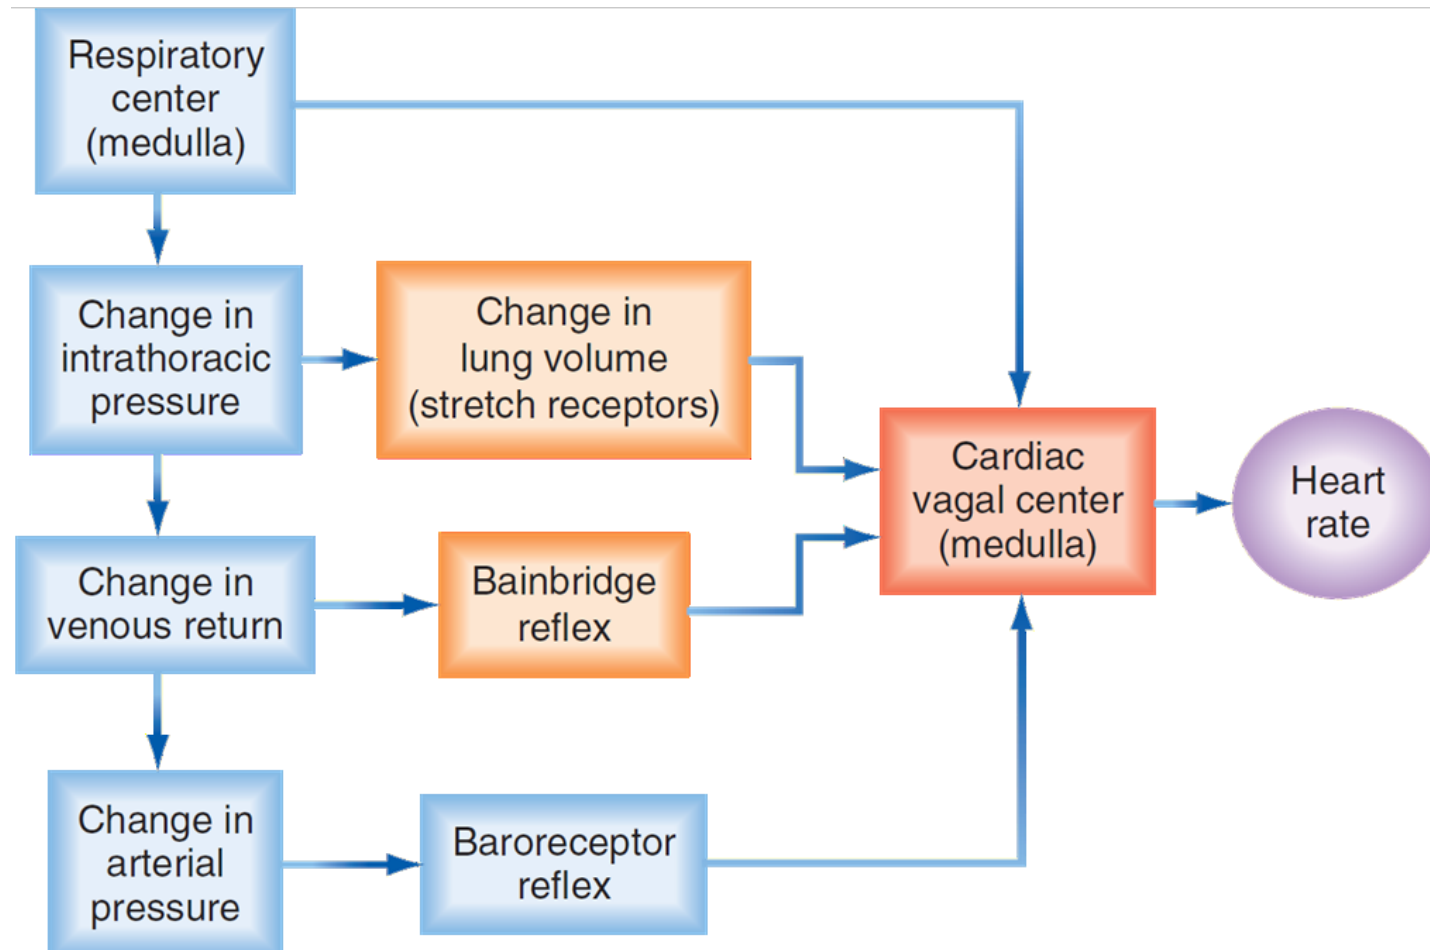 Respiratory
center
(medulla)
Change in
intrathoracic
pressure
Change in
lung volume
(stretch receptors)
Cardiac
vagal center
(medulla)
Heart
rate
Change in
venous return
Bainbridge
reflex
Change in
arterial
pressure
Baroreceptor
reflex